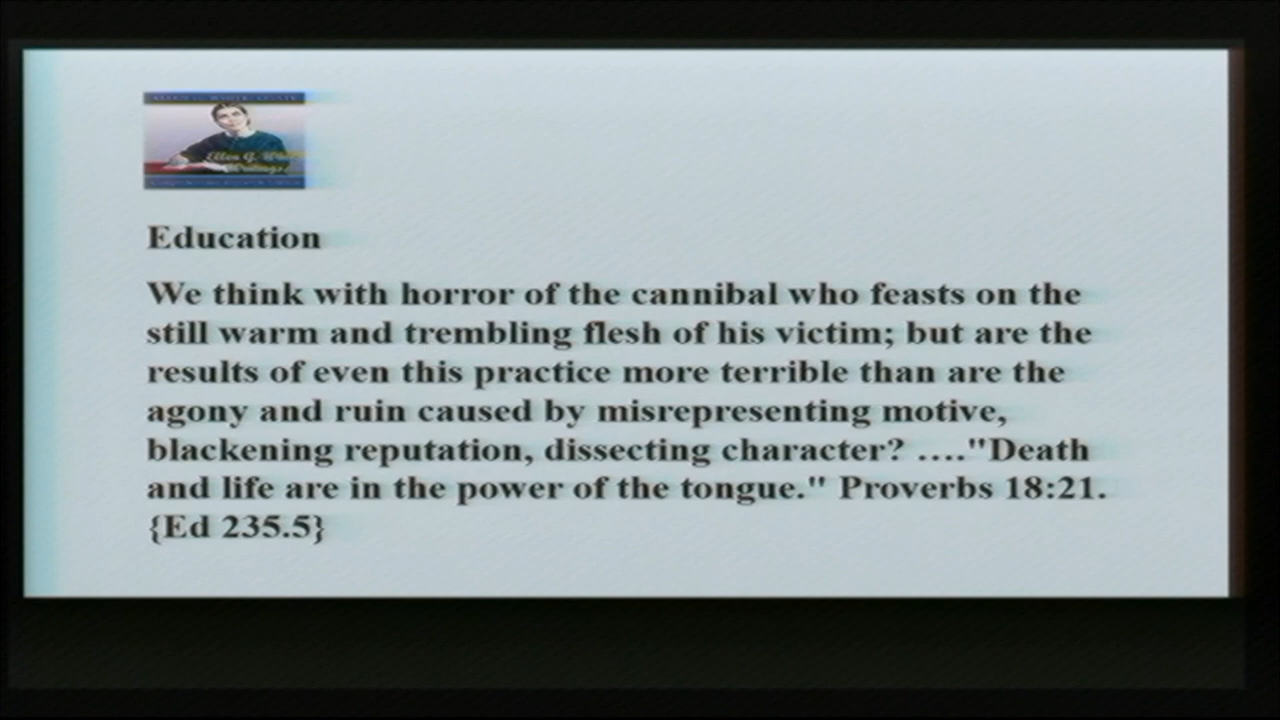 Ellen G. White
Writings
Education
We think with horror of the cannibal who feasts on the
still warm and trembling flesh of his victim; but are the
results of even this practice more terrible than are the
agony and ruin caused by misrepresenting motive,
blackening reputation, dissecting character? ...."Death
and life are in the power of the tongue." Proverbs 18:21.
{Ed 235.5}